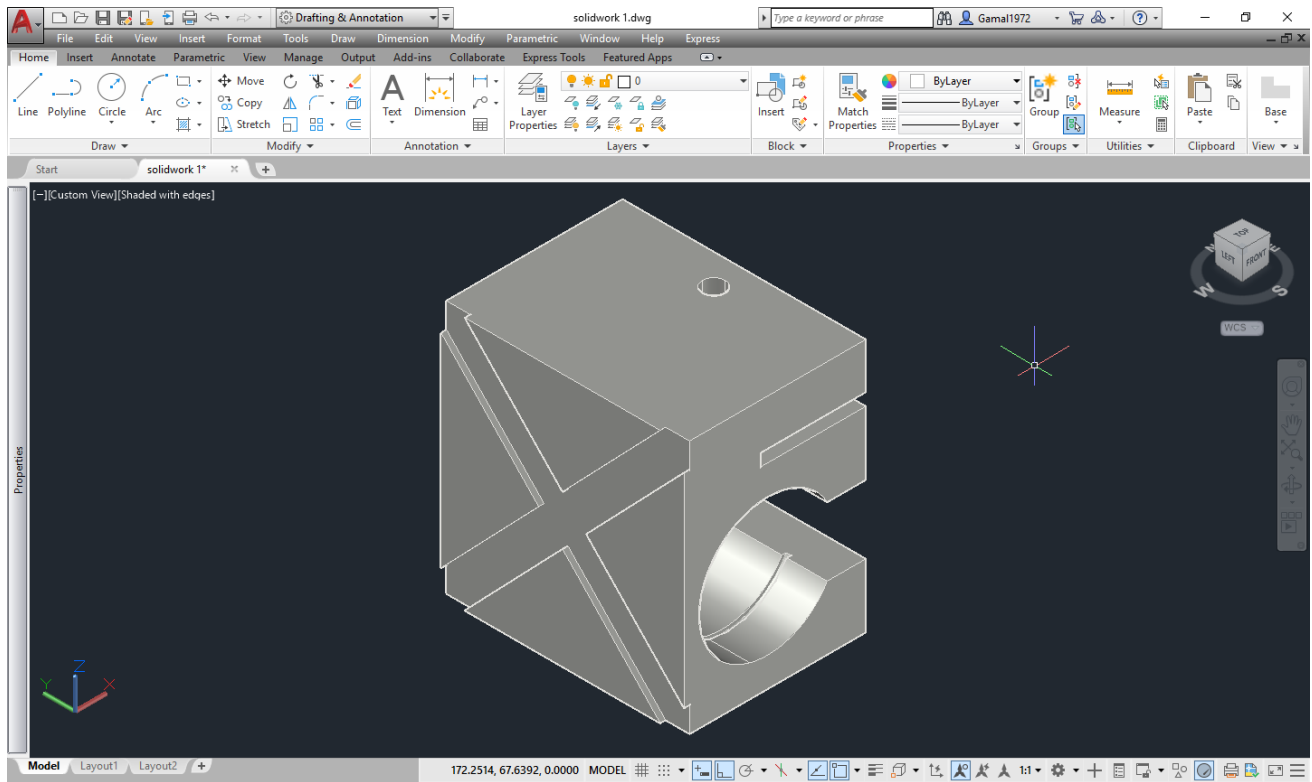 A Drafting & Annotation solidwork 1.dwg Type a keyword or phrase Gamal1972 ?
File Edit View Insert Format Tools Draw Dimension Modify Parametric Window Help Express
Home Insert Annotate Parametric View Manage Output Add-ins Collaborate Express Tools Featured Apps
Line Polyline Circle Arc
Move
Copy
Stretch
A
Text Dimension
Layer
Properties
0
Insert
Match
Properties
ByLayer
ByLayer
ByLayer
Group
Measure
Paste
Base
Draw Modify Annotation Layers Block Properties Groups Utilities Clipboard View
Start solidwork 1* +
[−][Custom View][Shaded with edges]
TOP
LEFT FRONT
N E
W S
WCS
Properties
Z
Y X
Model Layout1 Layout2 + 172.2514, 67.6392, 0.0000 MODEL 1:1